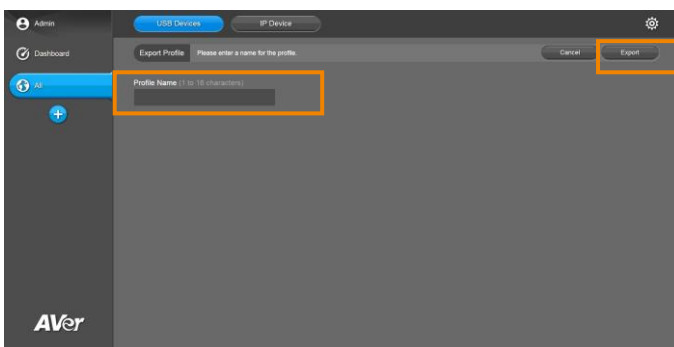 Admin
USB Devices
IP Device
Dashboard
Export Profile
Please enter a name for the profile.
Cancel
Export
All
Profile Name (1 to 18 characters)
AVer